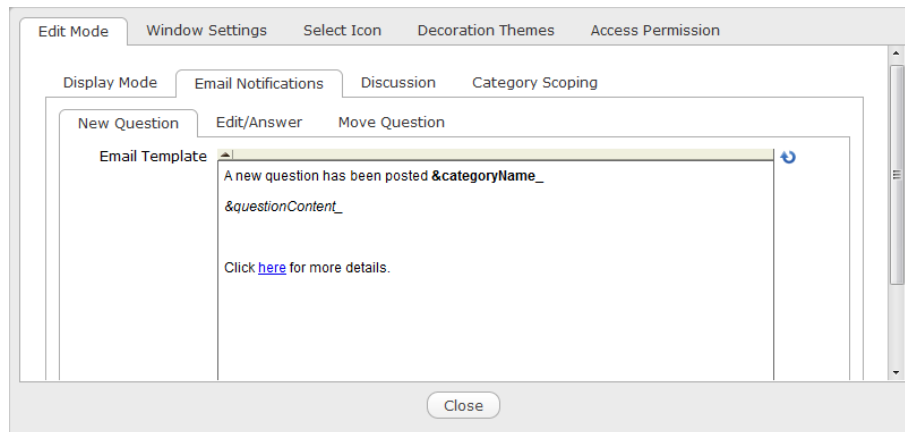 Edit Mode Window Settings Select Icon Decoration Themes Access Permission
Display Mode Email Notifications Discussion Category Scoping
New Question Edit/Answer Move Question
Email Template
A new question has been posted &categoryName_
&questionContent_
Click here for more details.
Close